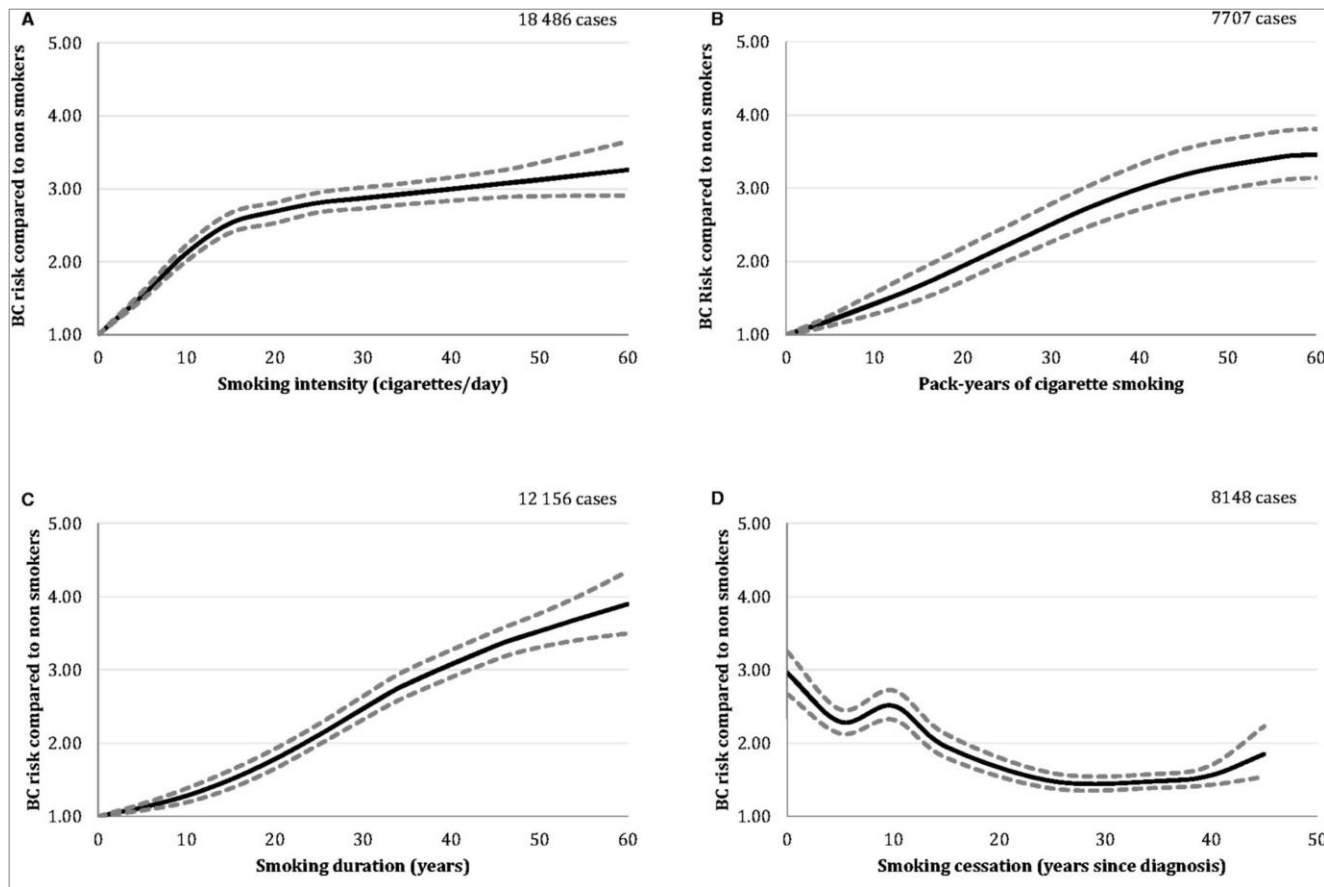 A
18 486 cases
BC risk compared to non smokers
5.00
4.00
3.00
2.00
1.00
0 10 20 30 40 50 60
Smoking intensity (cigarettes/day)
B
7707 cases
BC Risk compared to non smokers
5.00
4.00
3.00
2.00
1.00
0 10 20 30 40 50 60
Pack-years of cigarette smoking
C
12 156 cases
BC risk compared to non smokers
5.00
4.00
3.00
2.00
1.00
0 10 20 30 40 50 60
Smoking duration (years)
D
8148 cases
BC risk compared to non smokers
5.00
4.00
3.00
2.00
1.00
0 10 20 30 40 50
Smoking cessation (years since diagnosis)